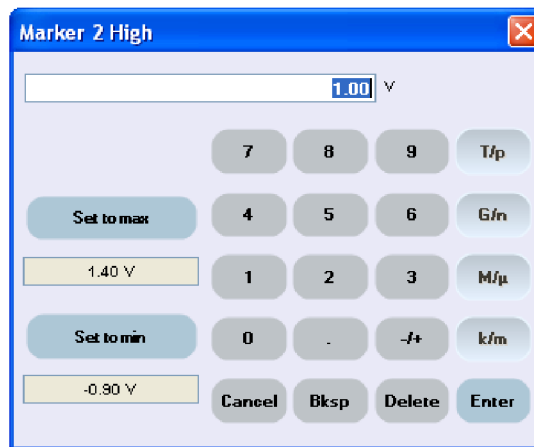 Marker 2 High
1.00 V
7 8 9 T/p
Set to max 4 5 6 G/n
1.40 V 1 2 3 M/μ
Set to min 0 . -/+ k/m
-0.90 V Cancel Bksp Delete Enter